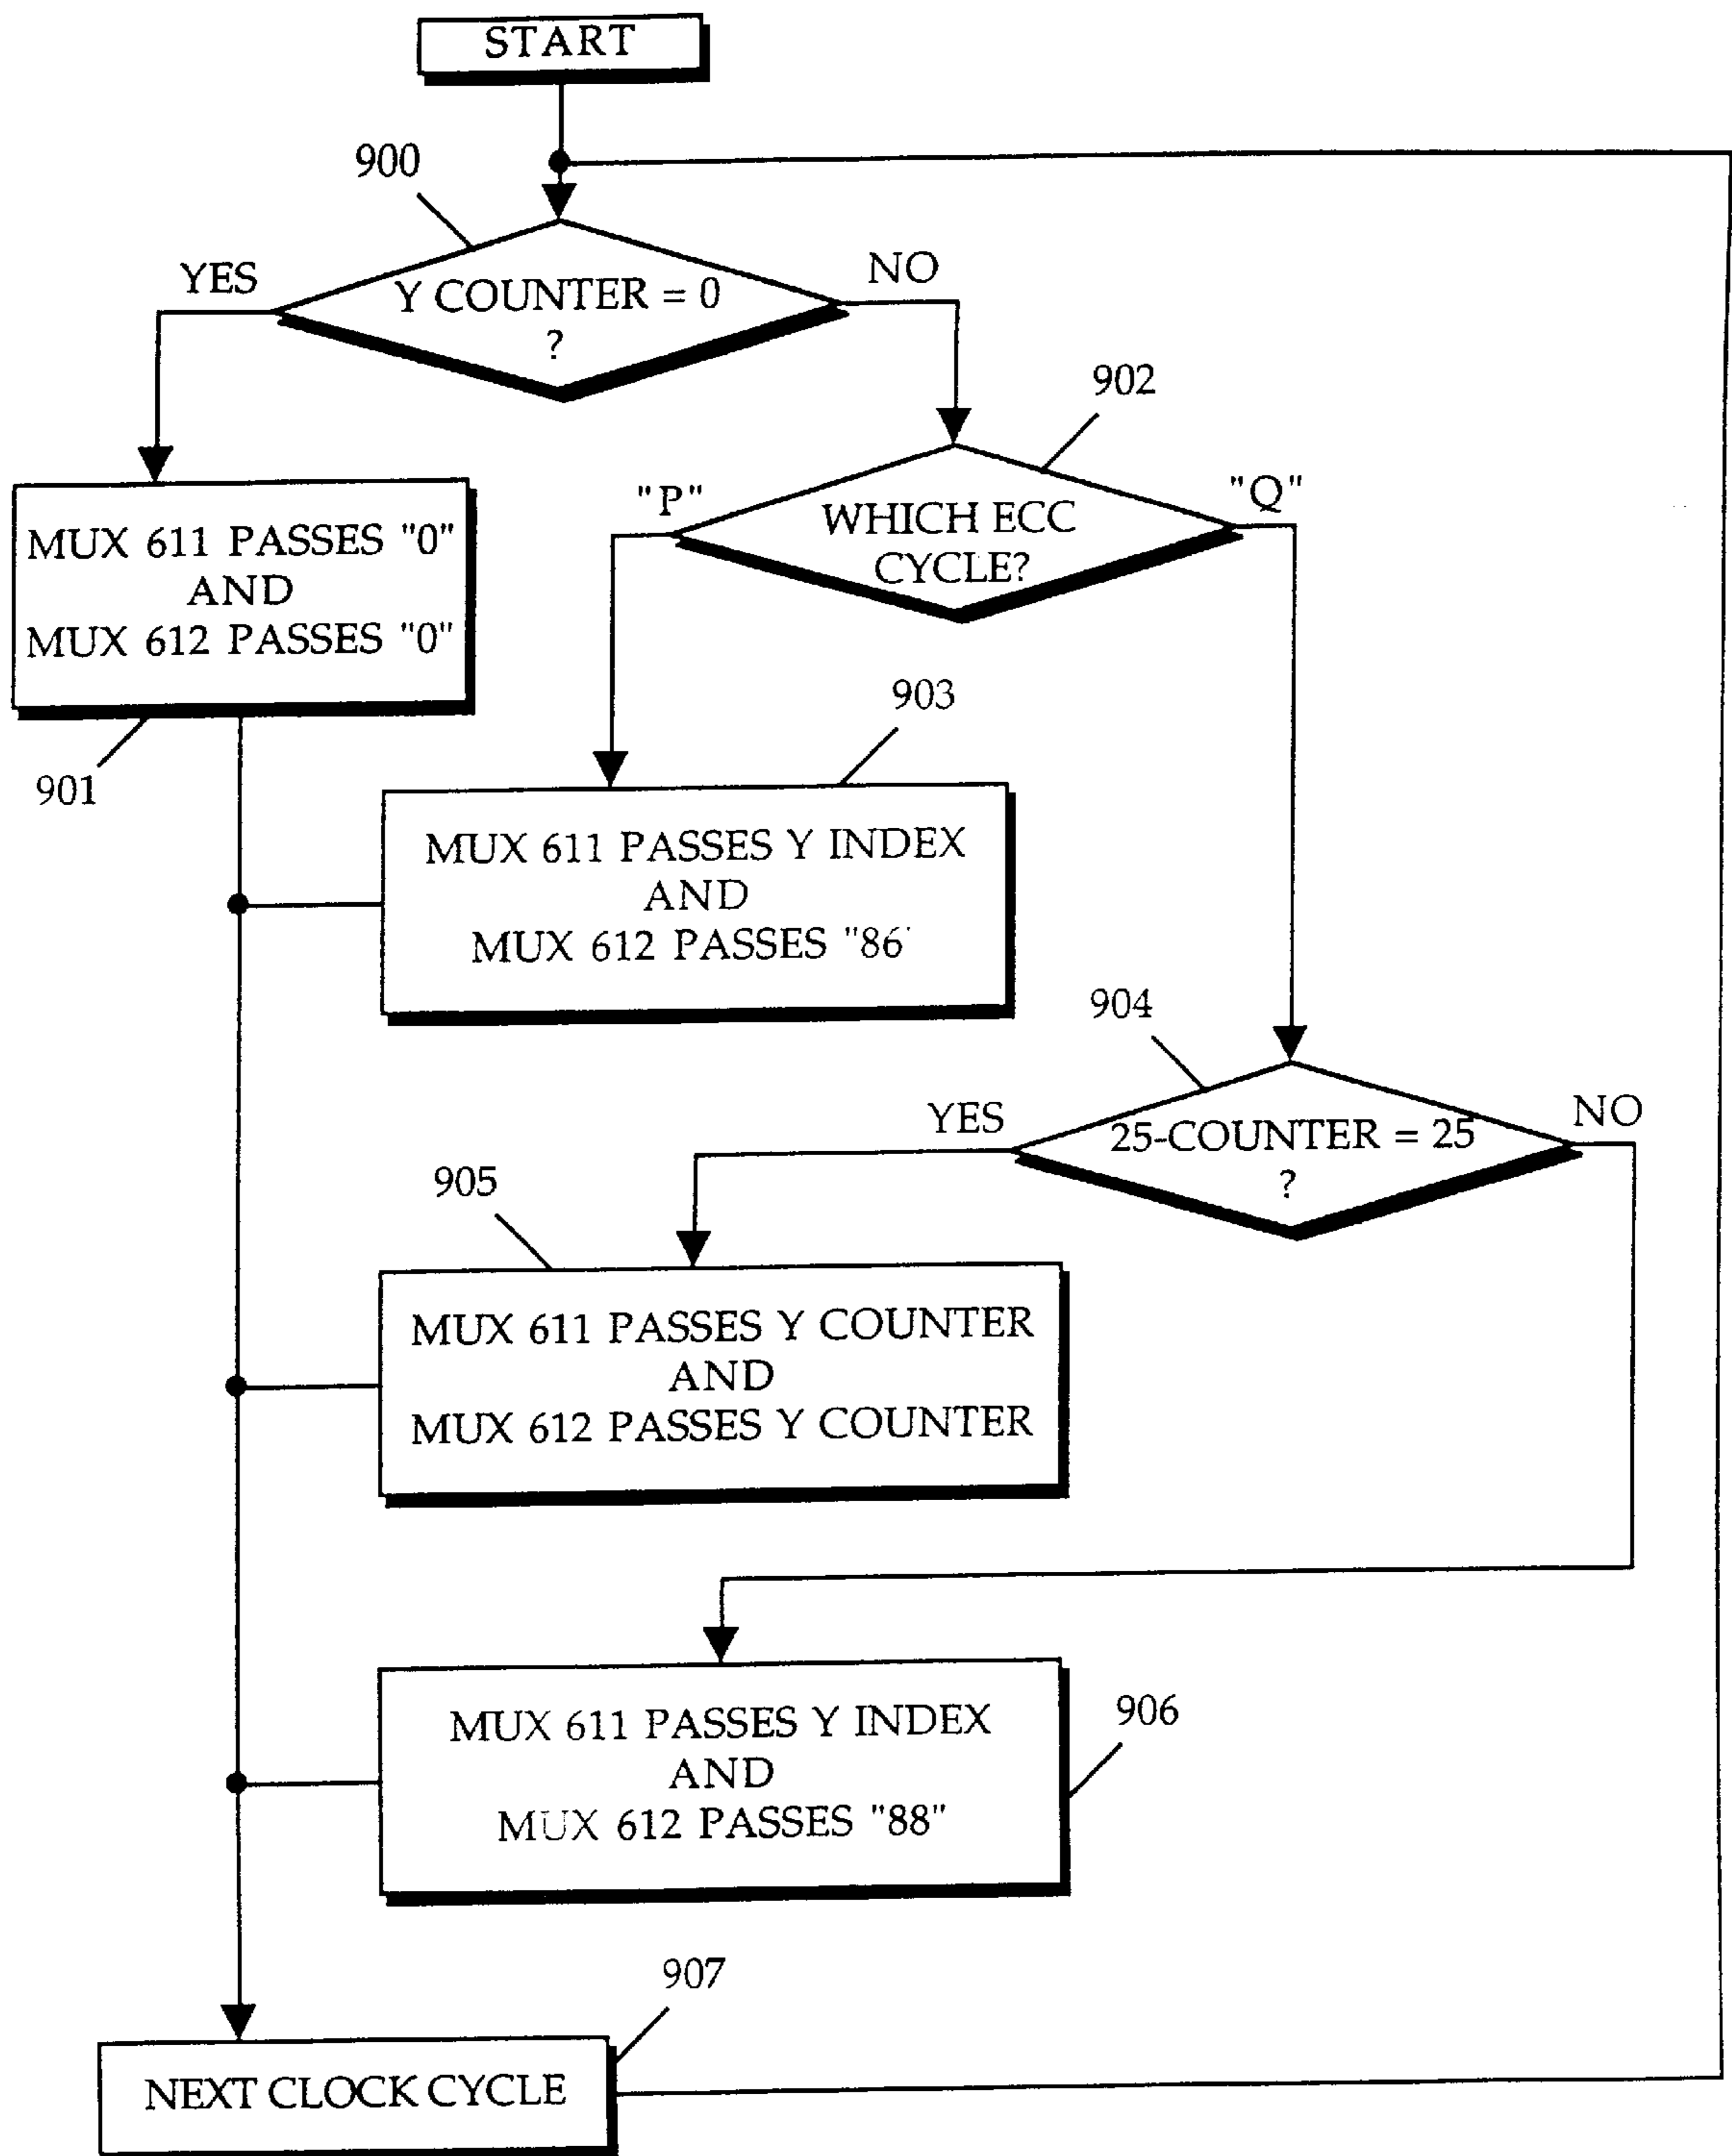 START
900
YES
NO
Y COUNTER = 0
?
902
"P"
"Q"
WHICH ECC
CYCLE?
MUX 611 PASSES "0"
AND
MUX 612 PASSES "0"
901
903
MUX 611 PASSES Y INDEX
AND
MUX 612 PASSES "86'
904
YES
NO
25-COUNTER = 25
?
905
MUX 611 PASSES Y COUNTER
AND
MUX 612 PASSES Y COUNTER
MUX 611 PASSES Y INDEX
AND
MUX 612 PASSES "88"
906
907
NEXT CLOCK CYCLE